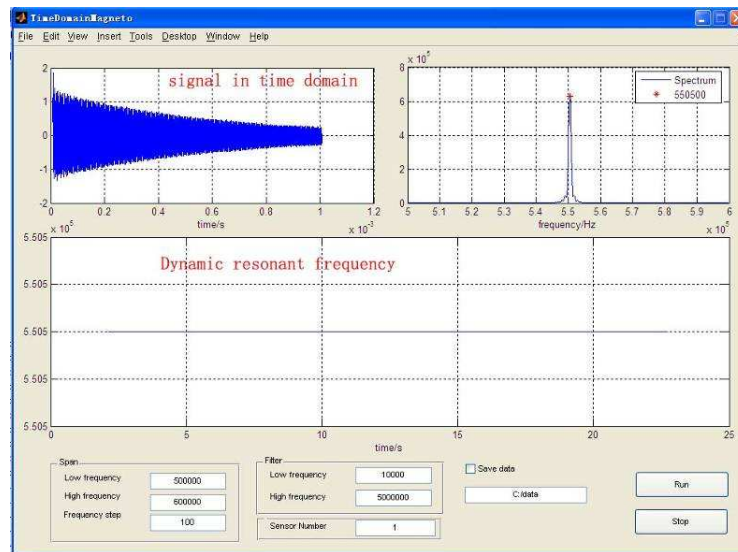 TimeDomainMagneto
File Edit View Insert Tools Desktop Window Help
signal in time domain
2
1
0
-1
-2
0 0.2 0.4 0.6 0.8 1 1.2
time/s
x 10^-3
x 10^5
8
6
4
2
0
Spectrum
550500
5 5.1 5.2 5.3 5.4 5.5 5.6 5.7 5.8 5.9 6
frequency/Hz
x 10^5
x 10^5
Dynamic resonant frequency
5.505
5.505
5.505
5.505
5.505
0 5 10 15 20 25
time/s
Span
Low frequency 500000
High frequency 600000
Frequency step 100
Filter
Low frequency 10000
High frequency 5000000
Sensor Number 1
Save data
C:/data
Run
Stop